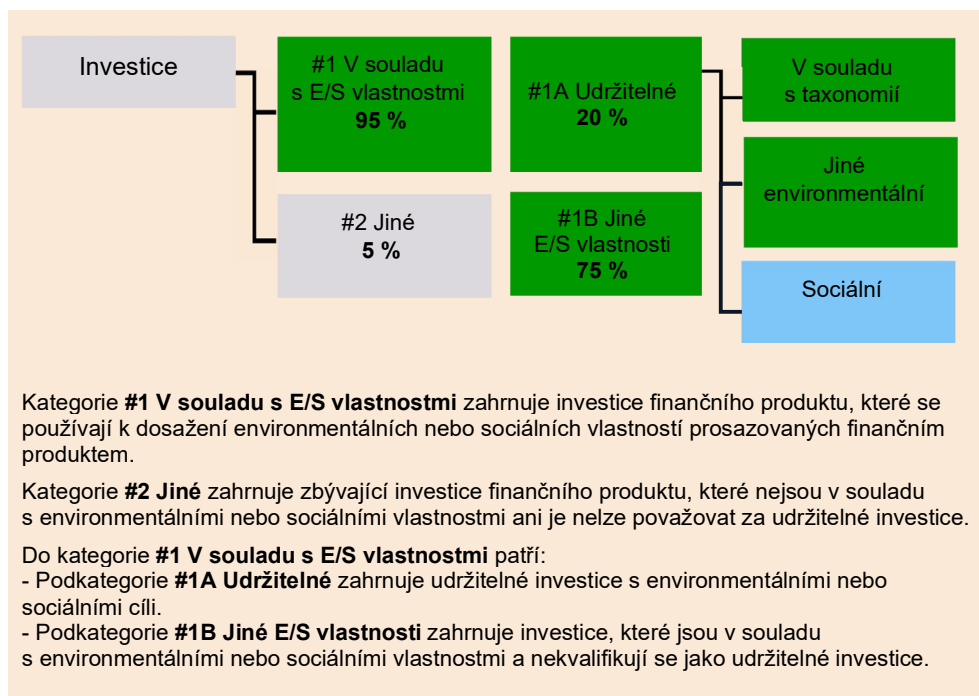 Investice
#1 V souladu
s E/S vlastnostmi
95 %
#2 Jiné
5 %
#1A Udržitelné
20 %
#1B Jiné
E/S vlastnosti
75 %
V souladu
s taxonomií
Jiné
environmentální
Sociální
Kategorie #1 V souladu s E/S vlastnostmi zahrnuje investice finančního produktu, které se
používají k dosažení environmentálních nebo sociálních vlastností prosazovaných finančním
produktem.
Kategorie #2 Jiné zahrnuje zbývající investice finančního produktu, které nejsou v souladu
s environmentálními nebo sociálními vlastnostmi ani je nelze považovat za udržitelné investice.
Do kategorie #1 V souladu s E/S vlastnostmi patří:
- Podkategorie #1A Udržitelné zahrnuje udržitelné investice s environmentálními nebo
sociálními cíli.
- Podkategorie #1B Jiné E/S vlastnosti zahrnuje investice, které jsou v souladu
s environmentálními nebo sociálními vlastnostmi a nekvalifikují se jako udržitelné investice.